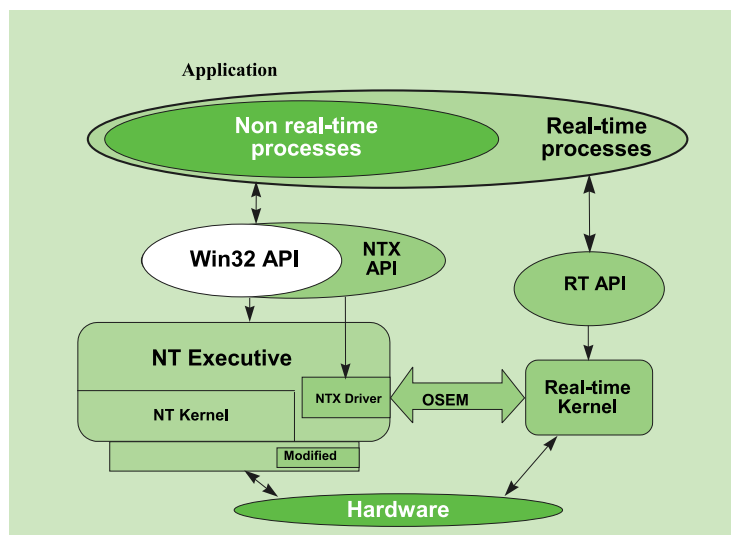 Application
Non real-time
processes
Real-time
processes
Win32 API
NTX
API
RT API
NT Executive
NT Kernel
NTX Driver
OSEM
Real-time
Kernel
Modified
Hardware